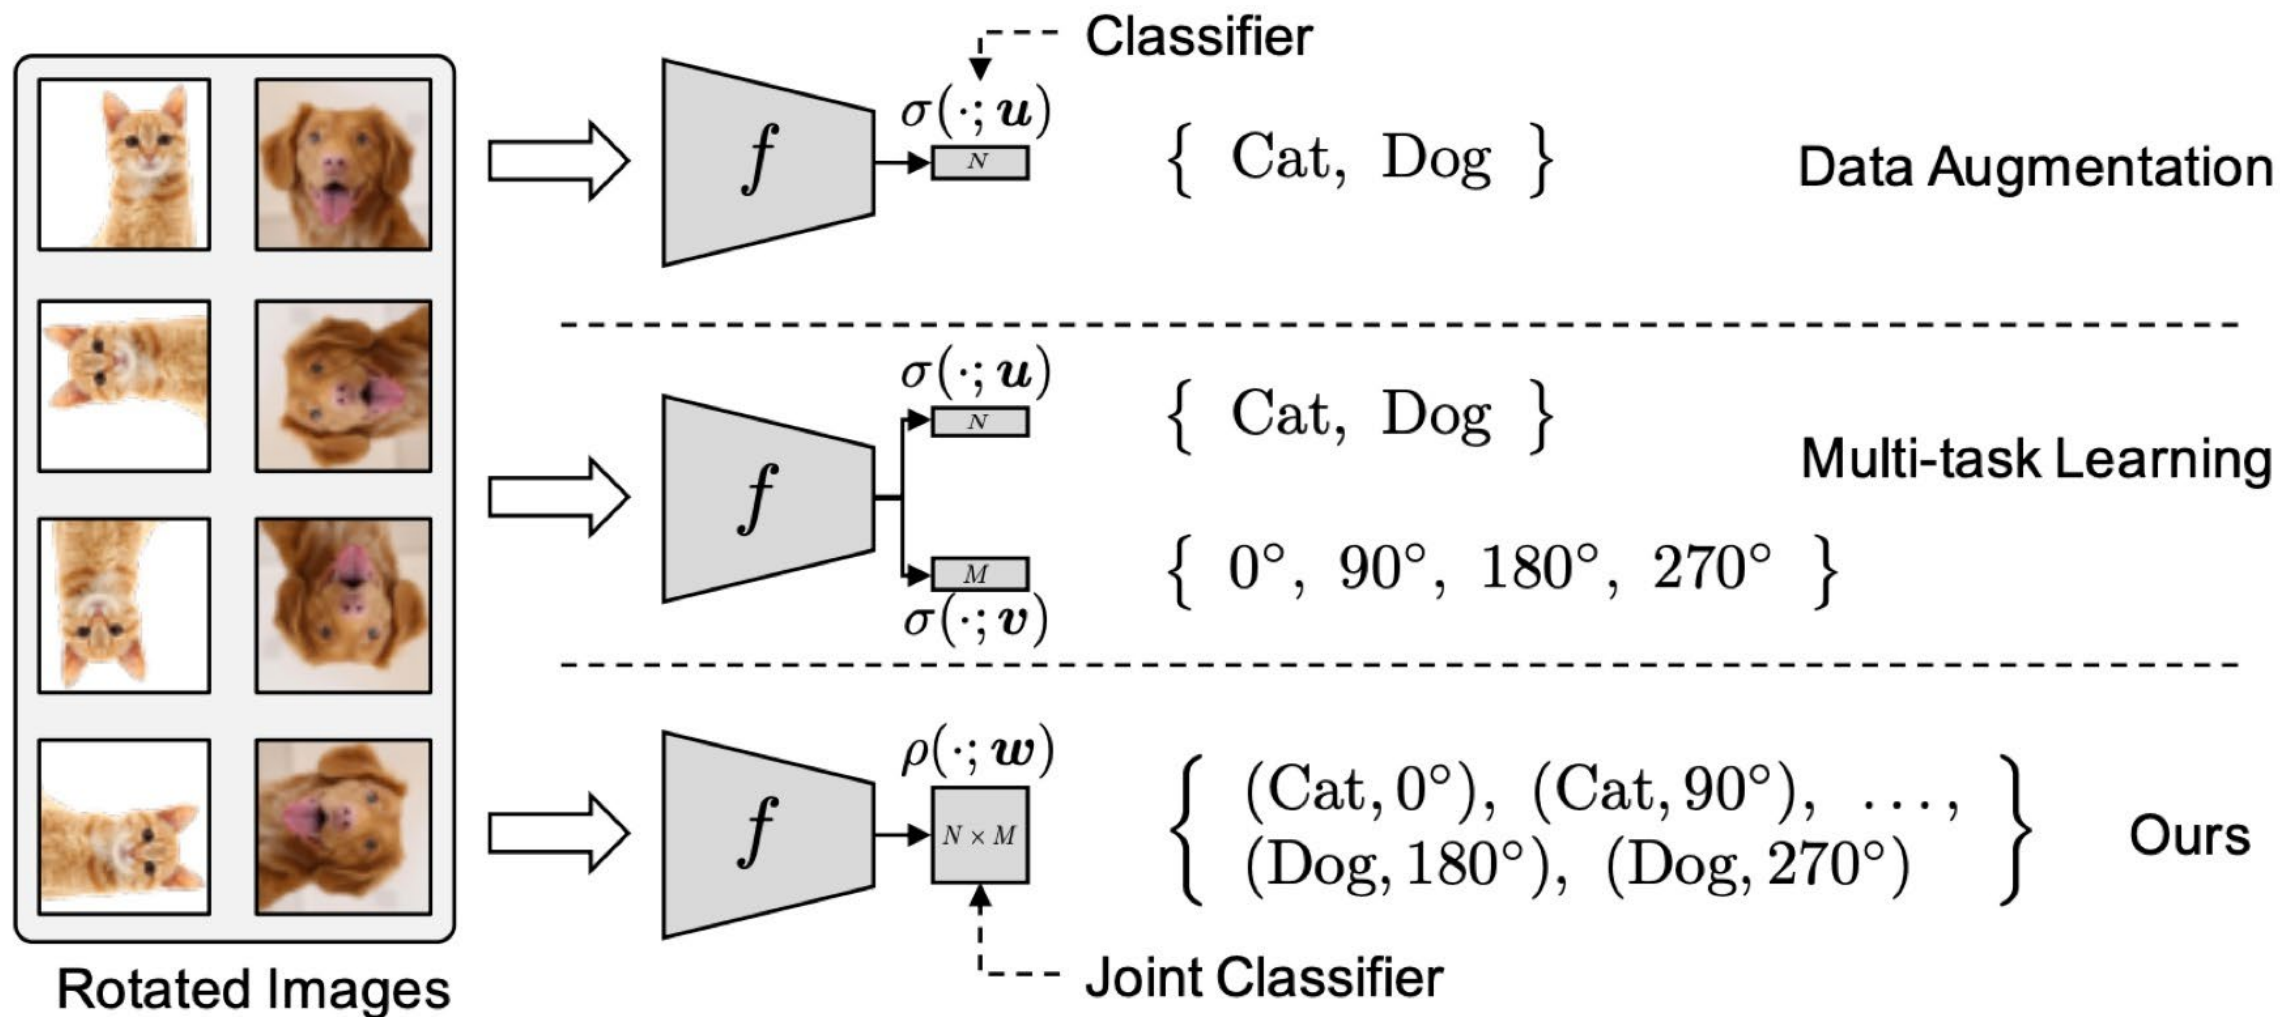 Classifier
σ(·; u)
f
N
{ Cat, Dog }
Data Augmentation
σ(·; u)
N
{ Cat, Dog }
Multi-task Learning
f
M
{ 0°, 90°, 180°, 270° }
σ(·; v)
ρ(·; w)
f
N × M
{ (Cat, 0°), (Cat, 90°), ...,
(Dog, 180°), (Dog, 270°) }
Ours
Joint Classifier
Rotated Images